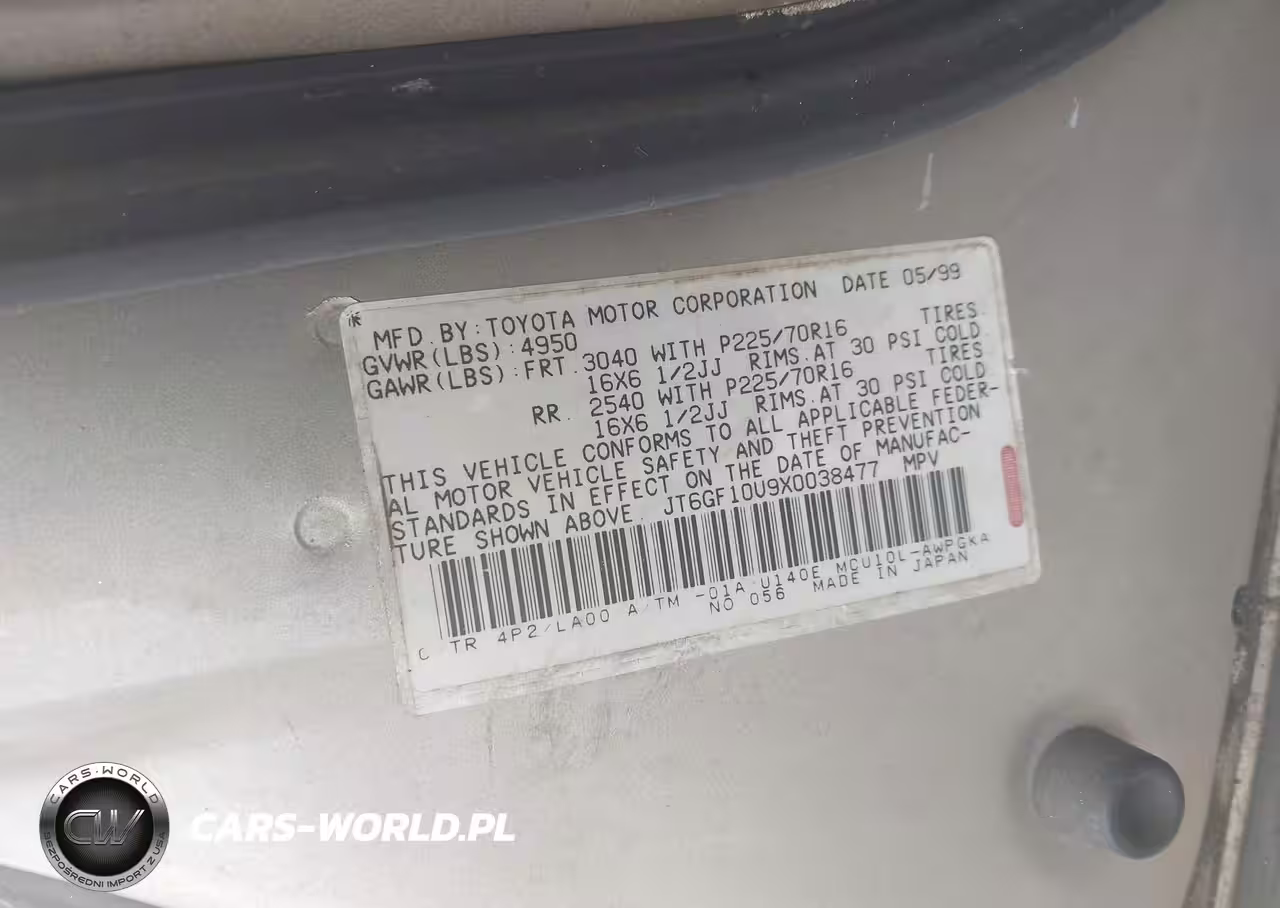 MFD. BY: TOYOTA MOTOR CORPORATION DATE 05/99
GVWR(LBS): 4950
GAWR(LBS): FRT. 3040 WITH P225/70R16 TIRES.
16X6 1/2JJ RIMS. AT 30 PSI COLD.
RR. 2540 WITH P225/70R16 TIRES
16X6 1/2JJ RIMS. AT 30 PSI COLD
THIS VEHICLE CONFORMS TO ALL APPLICABLE FEDER-
AL MOTOR VEHICLE SAFETY AND THEFT PREVENTION
STANDARDS IN EFFECT ON THE DATE OF MANUFAC-
TURE SHOWN ABOVE. JT6GF10U9X0038477 MPV
C TR 4P2/LA00 A/TM -01A U140E MCU10L-AWPGKA
NO 056 MADE IN JAPAN
CARS-WORLD
CW
BEZPOŚREDNI IMPORT Z USA
CARS-WORLD.PL